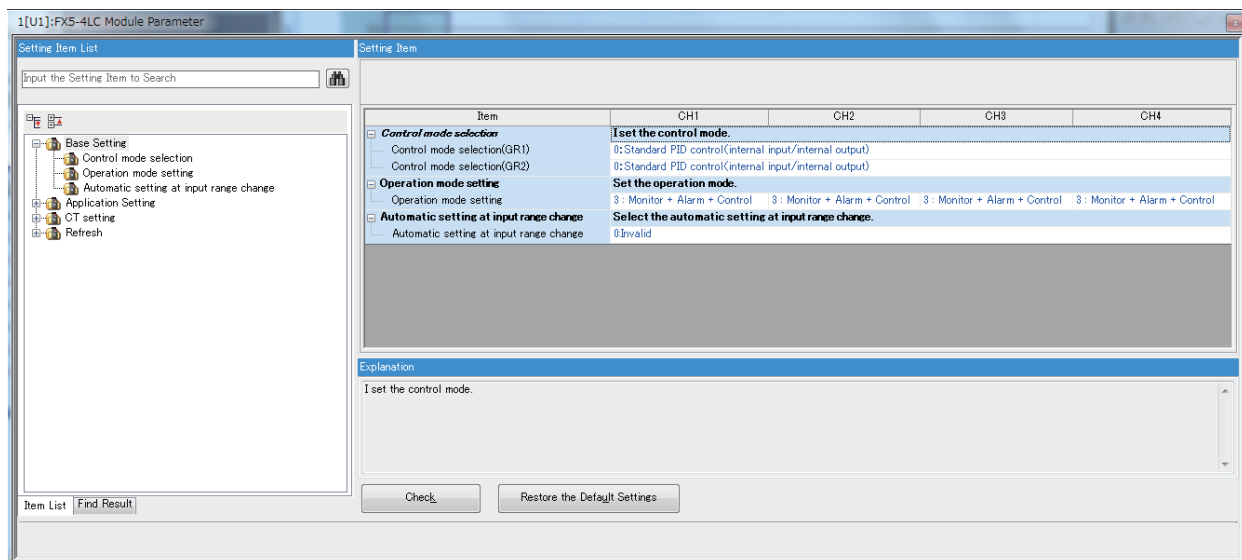 1[U1]:FX5-4LC Module Parameter
Setting Item List
Input the Setting Item to Search
Base Setting
Control mode selection
Operation mode setting
Automatic setting at input range change
Application Setting
CT setting
Refresh
Item List Find Result
Setting Item
Item CH1 CH2 CH3 CH4
Control mode selection I set the control mode.
Control mode selection(GR1) 0:Standard PID control(internal input/internal output)
Control mode selection(GR2) 0:Standard PID control(internal input/internal output)
Operation mode setting Set the operation mode.
Operation mode setting 3 : Monitor + Alarm + Control 3 : Monitor + Alarm + Control 3 : Monitor + Alarm + Control 3 : Monitor + Alarm + Control
Automatic setting at input range change Select the automatic setting at input range change.
Automatic setting at input range change 0:Invalid
Explanation
I set the control mode.
Check Restore the Default Settings